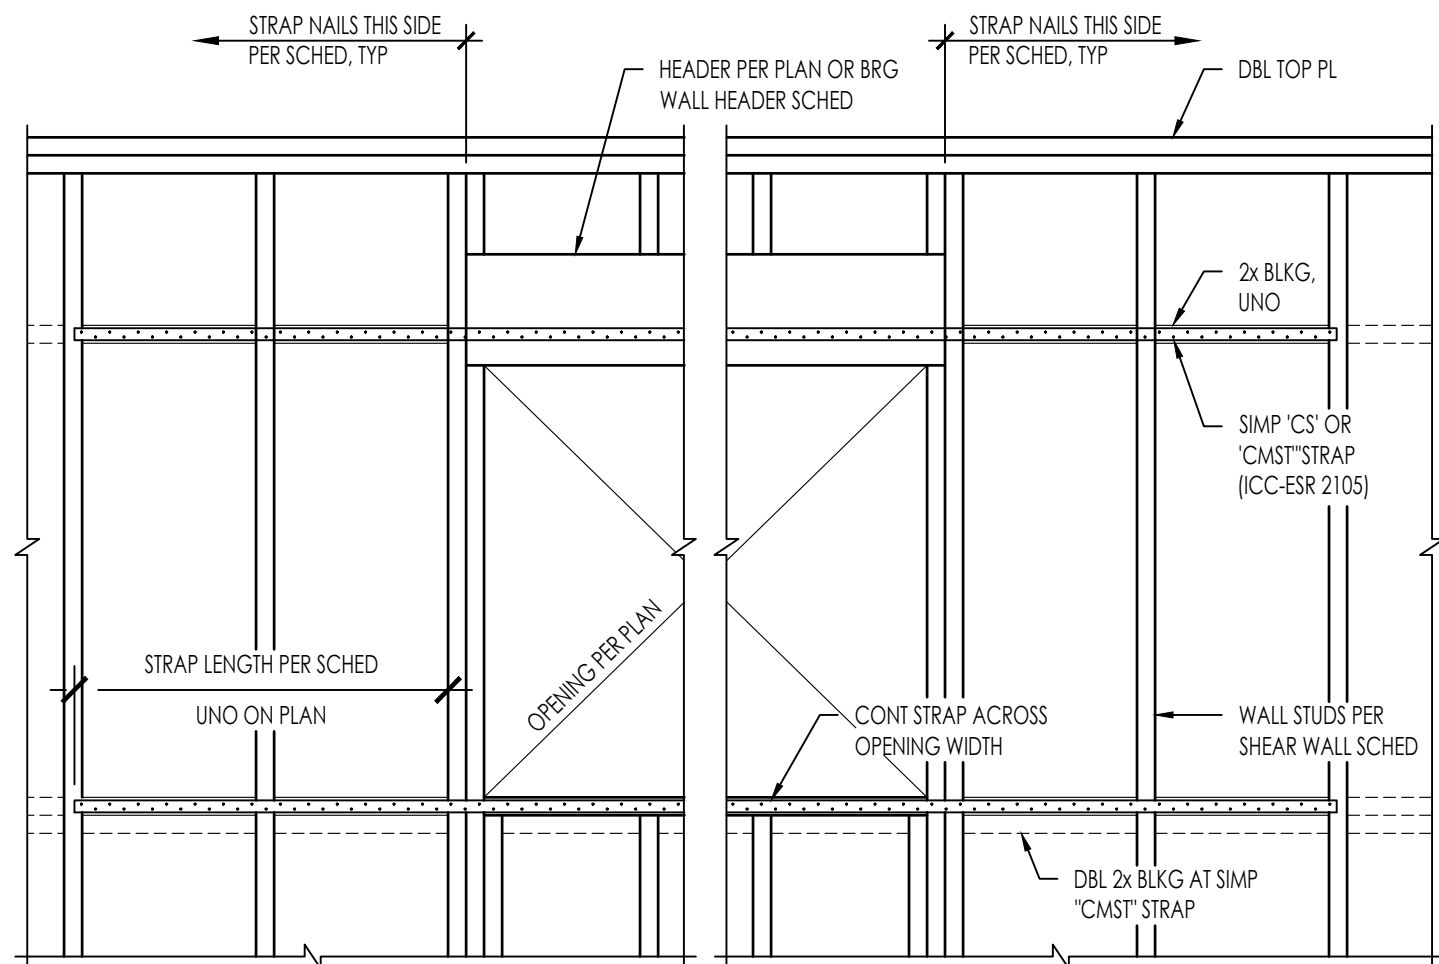 STRAP NAILS THIS SIDE
PER SCHED, TYP
STRAP NAILS THIS SIDE
PER SCHED, TYP
HEADER PER PLAN OR BRG
WALL HEADER SCHED
DBL TOP PL
2x BLKG,
UNO
SIMP 'CS' OR
'CMST"STRAP
(ICC-ESR 2105)
STRAP LENGTH PER SCHED
UNO ON PLAN
OPENING PER PLAN
CONT STRAP ACROSS
OPENING WIDTH
WALL STUDS PER
SHEAR WALL SCHED
DBL 2x BLKG AT SIMP
"CMST" STRAP